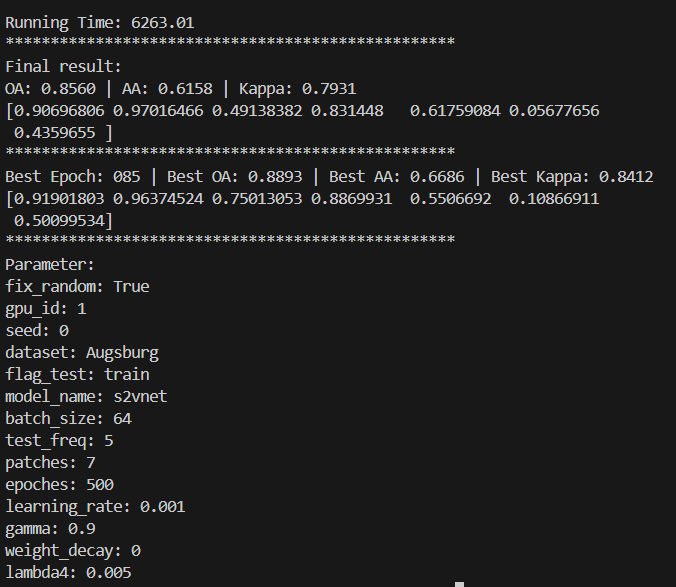 Running Time: 6263.01
**************************************************
Final result:
OA: 0.8560 | AA: 0.6158 | Kappa: 0.7931
[0.90696806 0.97016466 0.49138382 0.831448   0.61759084 0.05677656
 0.4359655 ]
**************************************************
Best Epoch: 085 | Best OA: 0.8893 | Best AA: 0.6686 | Best Kappa: 0.8412
[0.91901803 0.96374524 0.75013053 0.8869931  0.5506692  0.10866911
 0.50099534]
**************************************************
Parameter:
fix_random: True
gpu_id: 1
seed: 0
dataset: Augsburg
flag_test: train
model_name: s2vnet
batch_size: 64
test_freq: 5
patches: 7
epoches: 500
learning_rate: 0.001
gamma: 0.9
weight_decay: 0
lambda4: 0.005